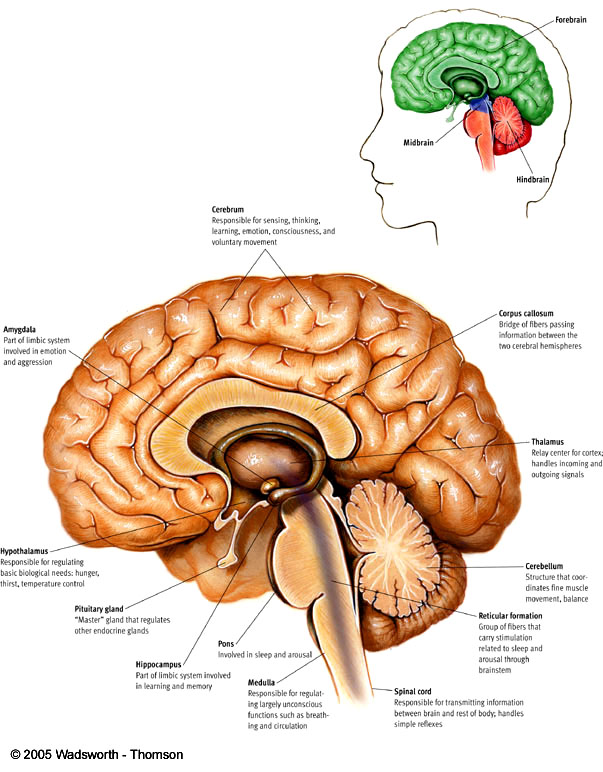 Forebrain
Midbrain
Hindbrain
Cerebrum
Responsible for sensing, thinking,
learning, emotion, consciousness, and
voluntary movement
Corpus callosum
Bridge of fibers passing
information between the
two cerebral hemispheres
Amygdala
Part of limbic system
involved in emotion
and aggression
Thalamus
Relay center for cortex;
handles incoming and
outgoing signals
Hypothalamus
Responsible for regulating
basic biological needs: hunger,
thirst, temperature control
Cerebellum
Structure that coor-
dinates fine muscle
movement, balance
Pituitary gland
“Master” gland that regulates
other endocrine glands
Reticular formation
Group of fibers that
carry stimulation
related to sleep and
arousal through
brainstem
Pons
Involved in sleep and arousal
Hippocampus
Part of limbic system involved
in learning and memory
Medulla
Responsible for regulat-
ing largely unconscious
functions such as breath-
ing and circulation
Spinal cord
Responsible for transmitting information
between brain and rest of body; handles
simple reflexes
© 2005 Wadsworth - Thomson